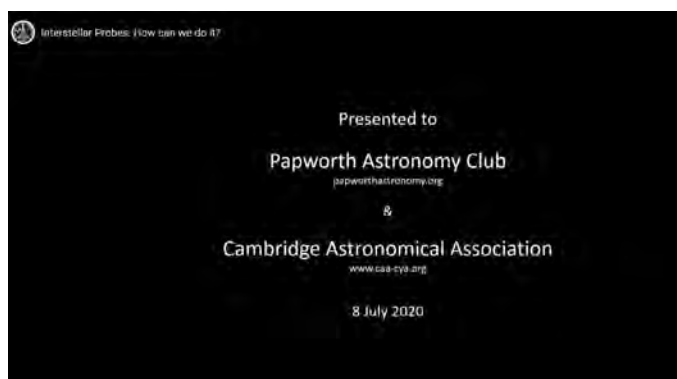 Interstellar Probes: How can we do it?
Presented to
Papworth Astronomy Club
papworthastronomy.org
&
Cambridge Astronomical Association
www.caa-cya.org
8 July 2020